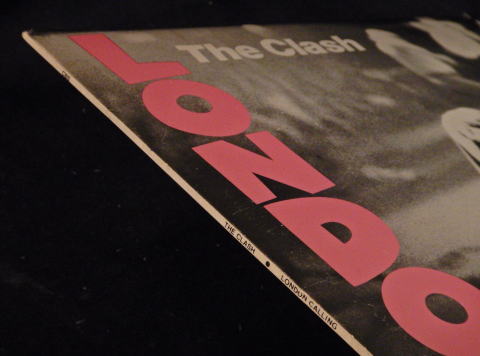 The Clash
LONDO
THE CLASH • LONDON CALLING